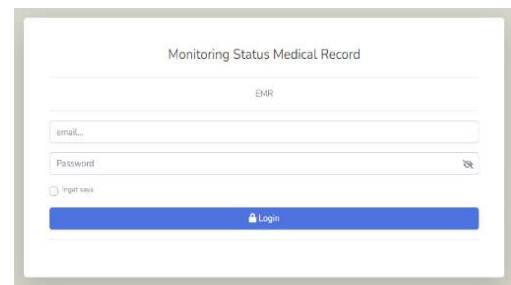 Monitoring Status Medical Record
EMR
email...
Password
Ingat saya
Login